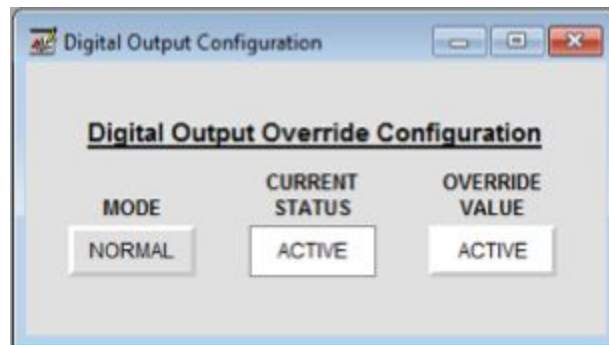 Digital Output Configuration
Digital Output Override Configuration
MODE
CURRENT
STATUS
OVERRIDE
VALUE
NORMAL
ACTIVE
ACTIVE